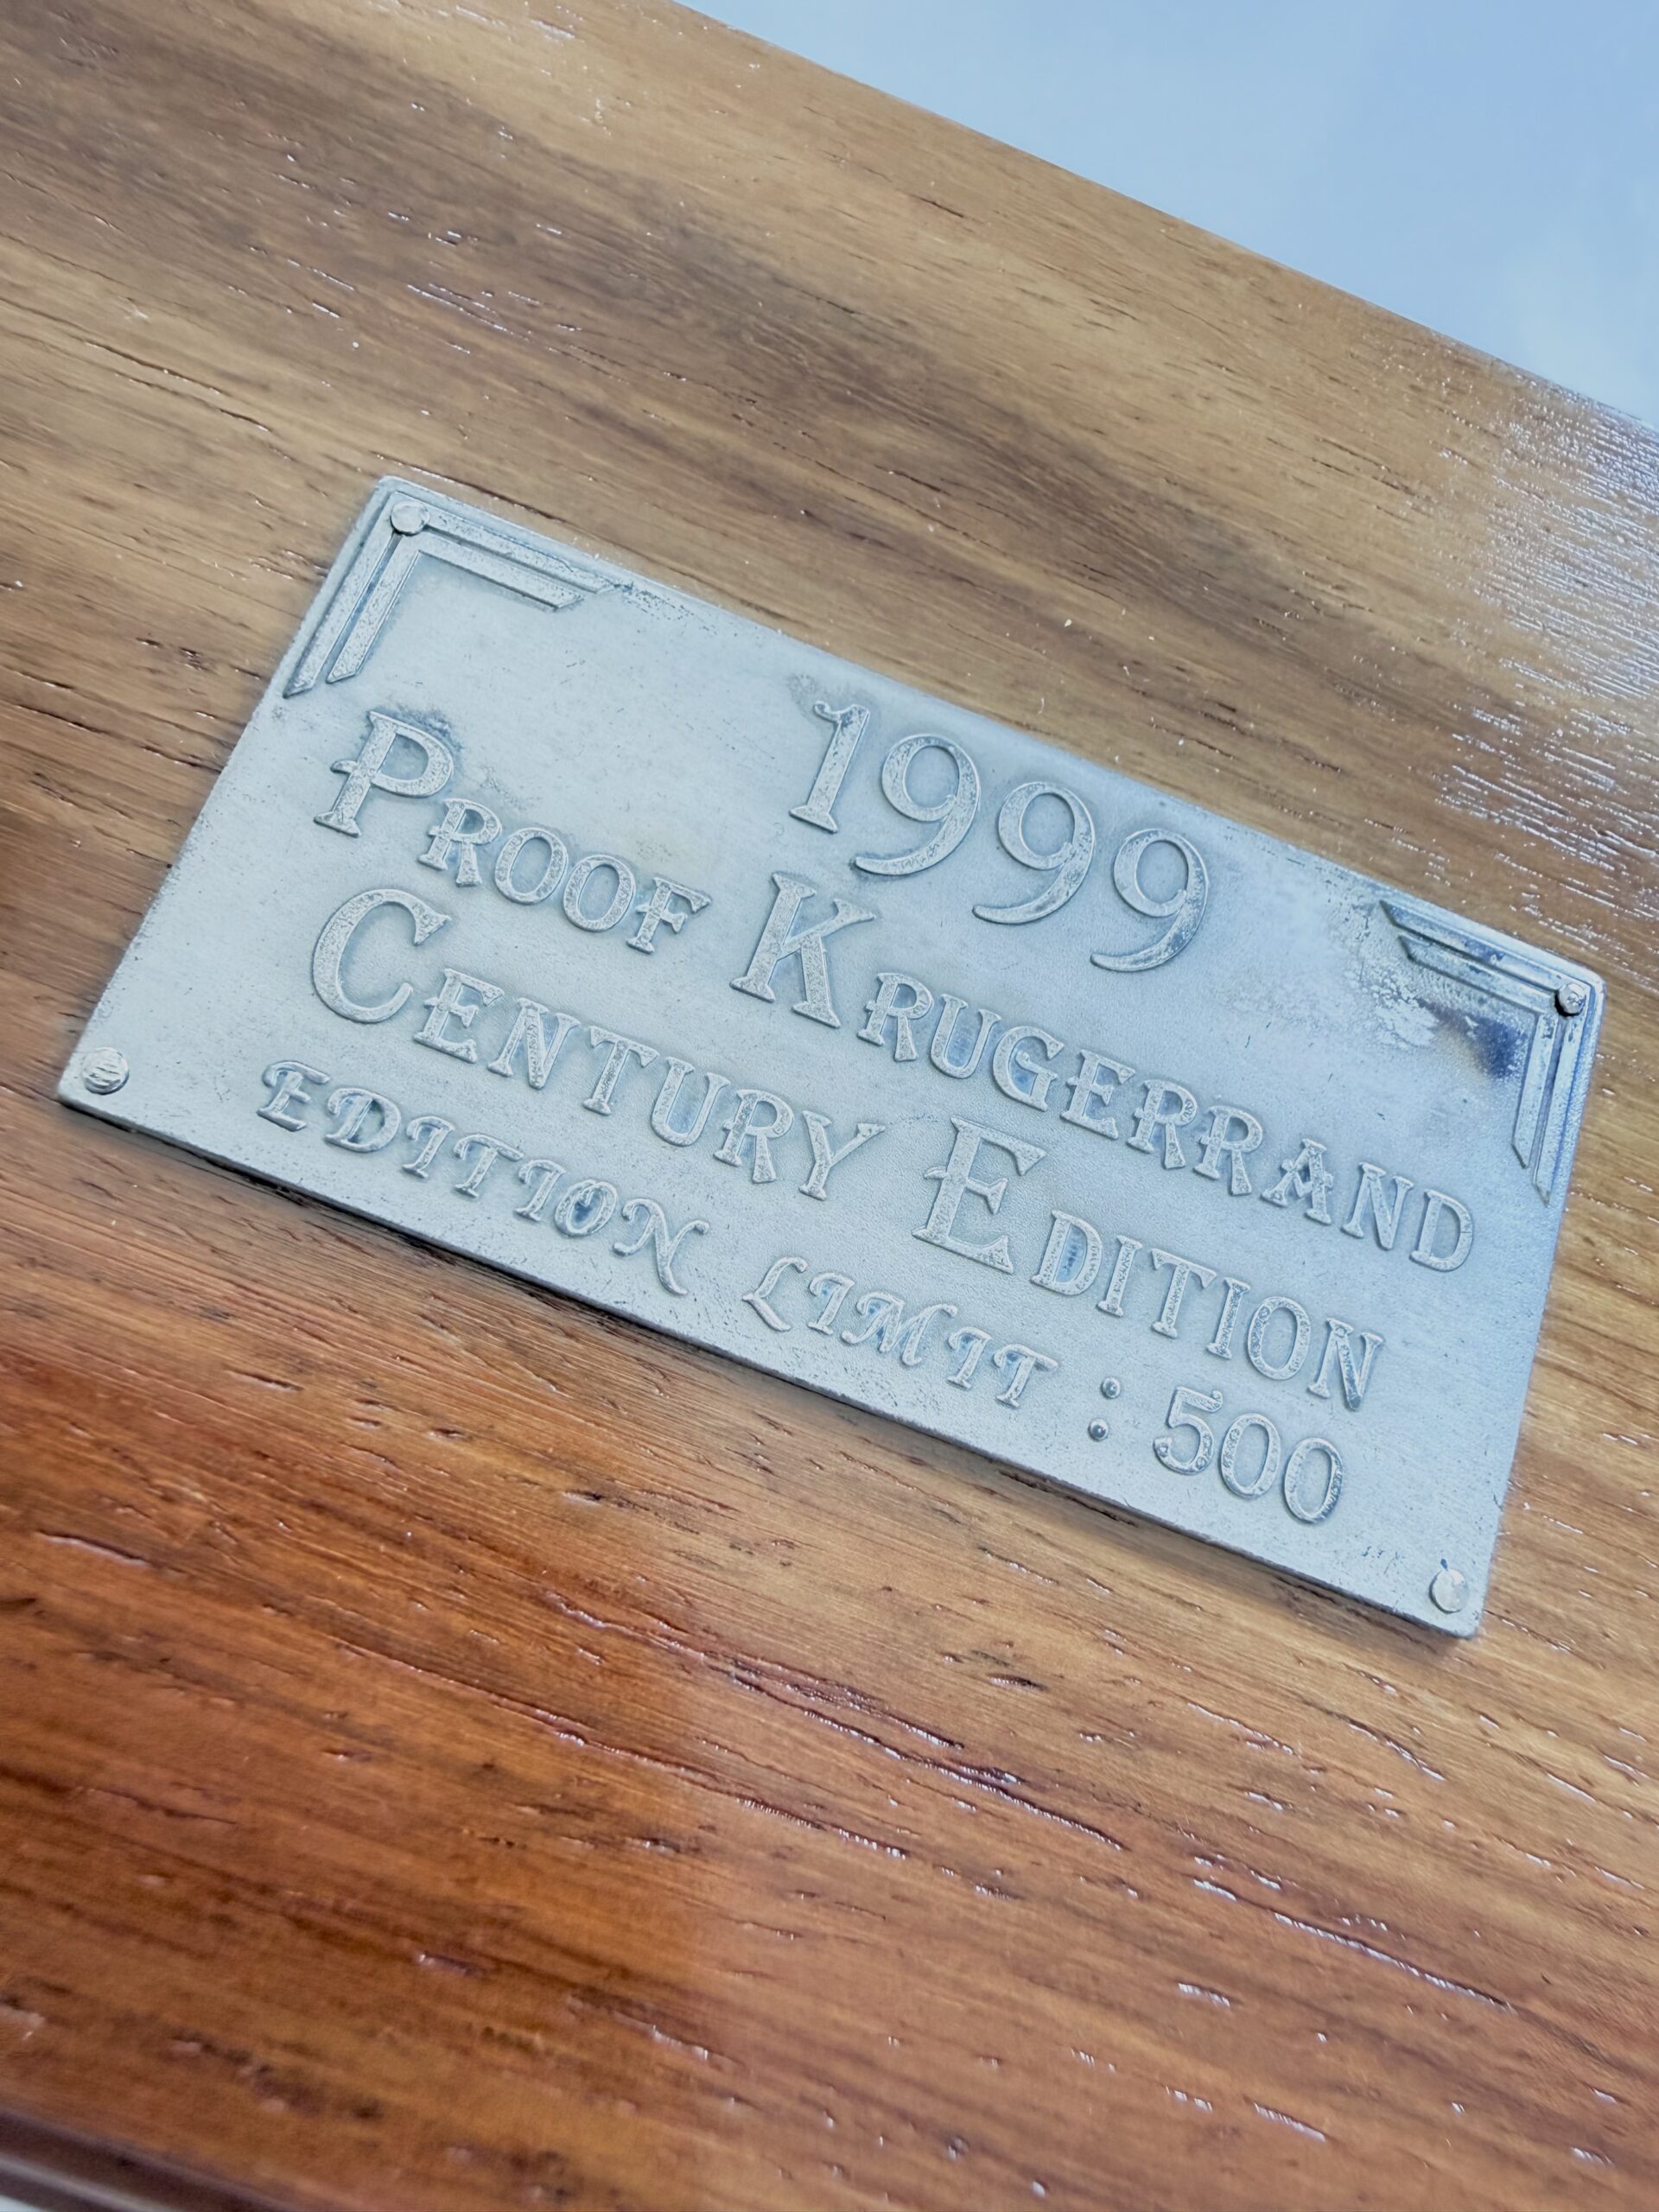 1999
PROOF KRUGERRAND
CENTURY EDITION
EDITION LIMIT : 500